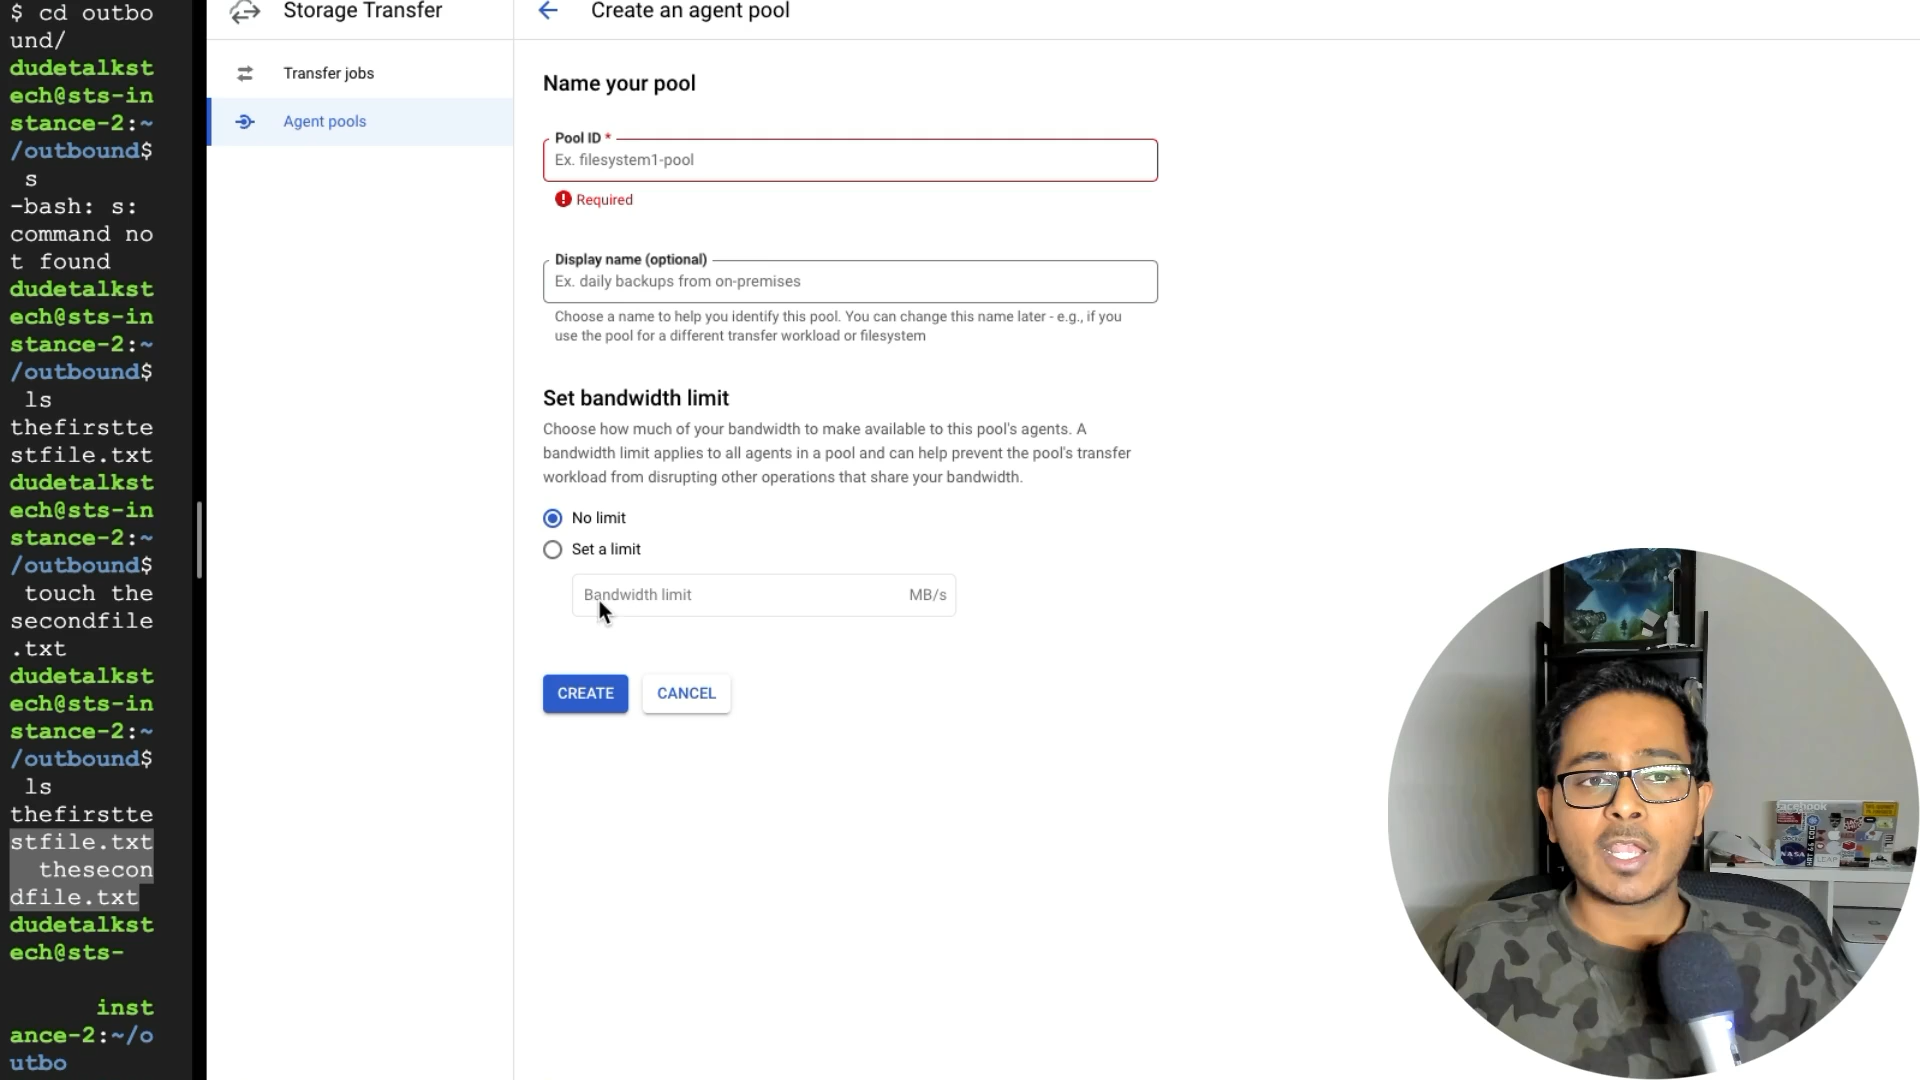 $ cd outbo
und/
dudetalkst
ech@sts-in
stance-2:~
/outbound$
s
-bash: s:
command no
t found
dudetalkst
ech@sts-in
stance-2:~
/outbound$
ls
thefirstte
stfile.txt
dudetalkst
ech@sts-in
stance-2:~
/outbound$
touch the
secondfile
.txt
dudetalkst
ech@sts-in
stance-2:~
/outbound$
ls
thefirstte
stfile.txt
thesecon
dfile.txt
dudetalkst
ech@sts-
inst
ance-2:~/o
utbo
Storage Transfer
Transfer jobs
Agent pools
Create an agent pool
Name your pool
Pool ID *
Ex. filesystem1-pool
Required
Display name (optional)
Ex. daily backups from on-premises
Choose a name to help you identify this pool. You can change this name later - e.g., if you
use the pool for a different transfer workload or filesystem
Set bandwidth limit
Choose how much of your bandwidth to make available to this pool's agents. A
bandwidth limit applies to all agents in a pool and can help prevent the pool's transfer
workload from disrupting other operations that share your bandwidth.
No limit
Set a limit
Bandwidth limit MB/s
CREATE CANCEL
facebook
NASA